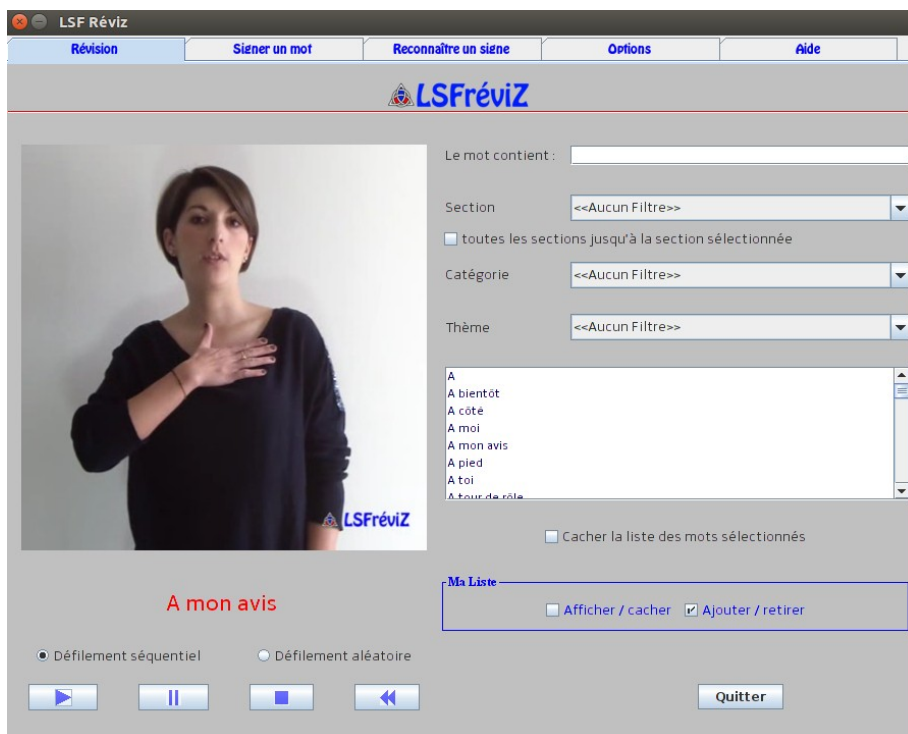 LSF Réviz
Révision
Signer un mot
Reconnaître un signe
Options
Aide
LSFréviZ
Le mot contient :
Section
<<Aucun Filtre>>
toutes les sections jusqu'à la section sélectionnée
Catégorie
<<Aucun Filtre>>
Thème
<<Aucun Filtre>>
A
A bientôt
A côté
A moi
A mon avis
A pied
A toi
A tour de rôle
LSFréviZ
Cacher la liste des mots sélectionnés
A mon avis
Ma Liste
Afficher / cacher
Ajouter / retirer
Défilement séquentiel
Défilement aléatoire
Quitter